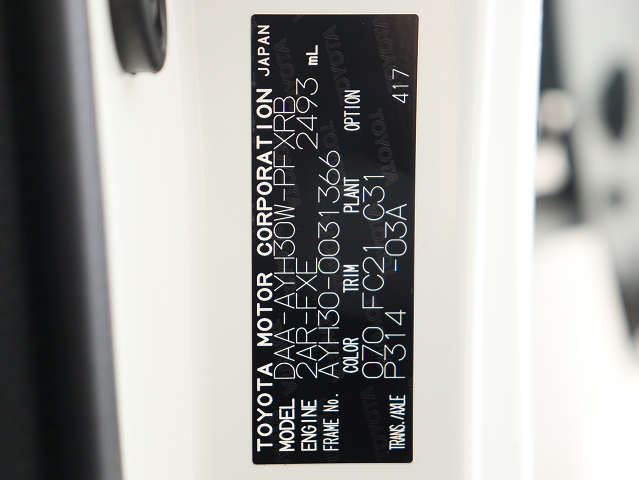 TOYOTA MOTOR CORPORATION JAPAN
MODEL DAA-AYH30W-PFXRB
ENGINE 2AR-FXE 2493 mL
FRAME No. AYH30-0031366
COLOR TRIM PLANT OPTION
070 FC21 C31
TRANS./AXLE P314 -03A 417